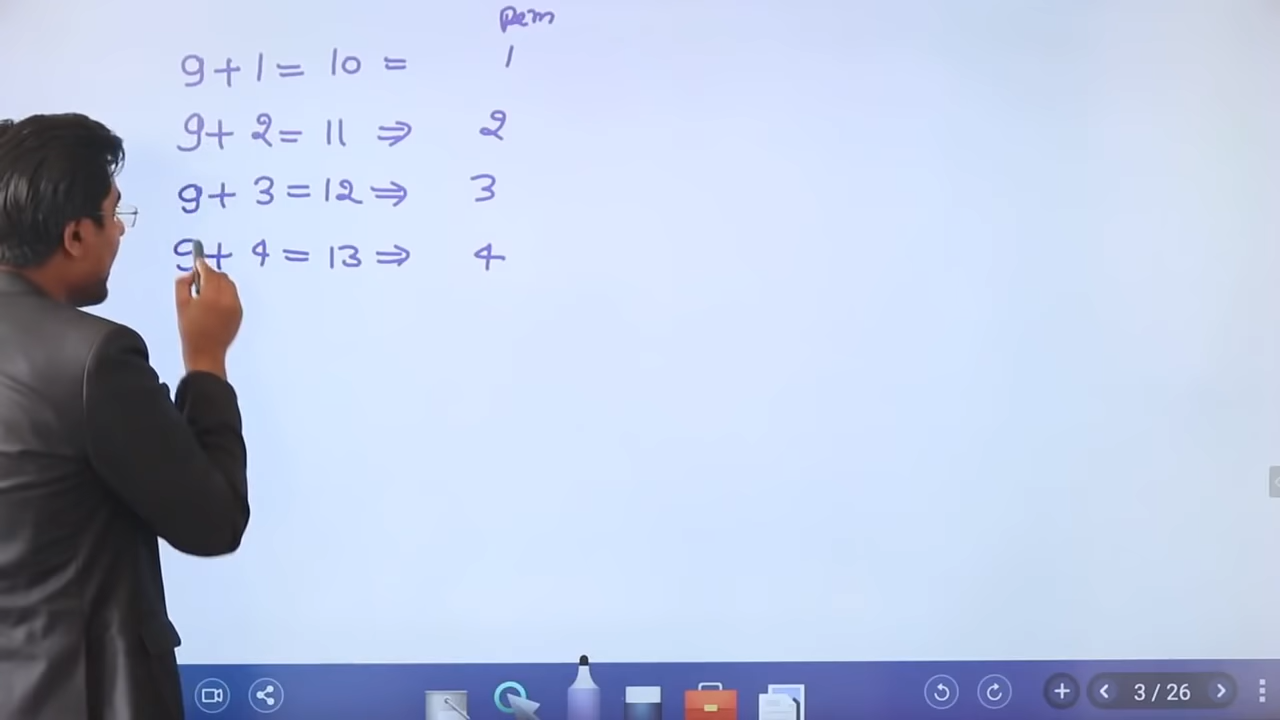 Rem
9 + 1 = 10 = 1
9 + 2 = 11 ⇒ 2
9 + 3 = 12 ⇒ 3
9 + 4 = 13 ⇒ 4
3 / 26